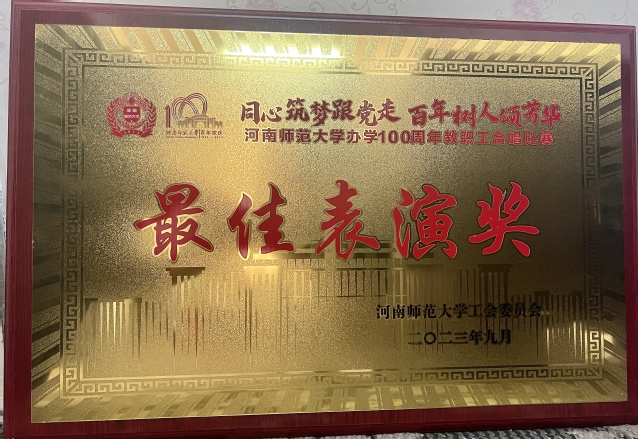 同心筑梦跟党走 百年树人颂芳华
河南师范大学办学100周年教职工合唱比赛
最佳表演奖
河南师范大学工会委员会
二〇二三年九月